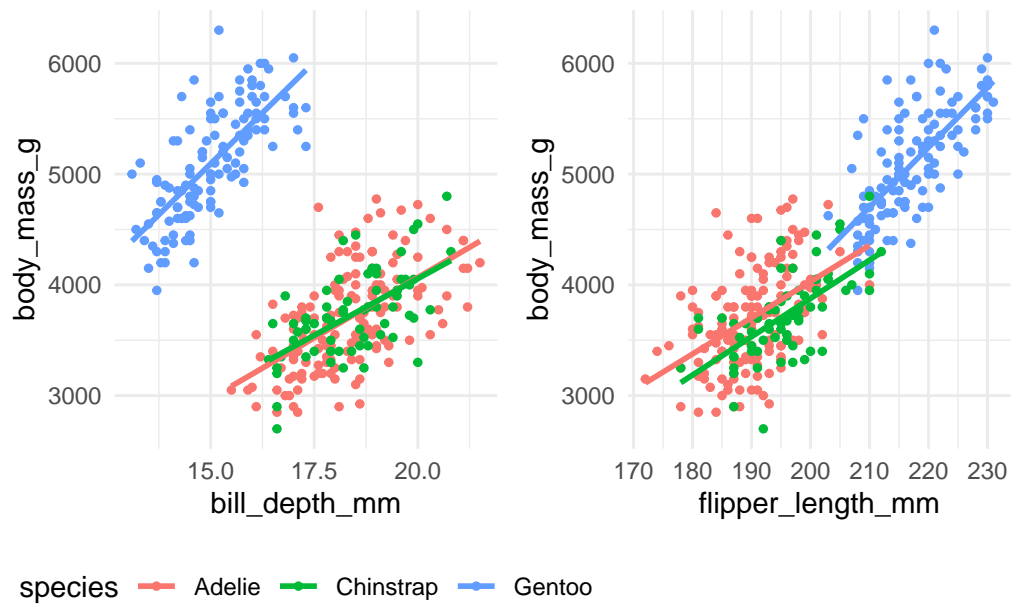 6000
5000
4000
3000
body_mass_g
15.0 17.5 20.0
bill_depth_mm
6000
5000
4000
3000
body_mass_g
170 180 190 200 210 220 230
flipper_length_mm
species Adelie Chinstrap Gentoo